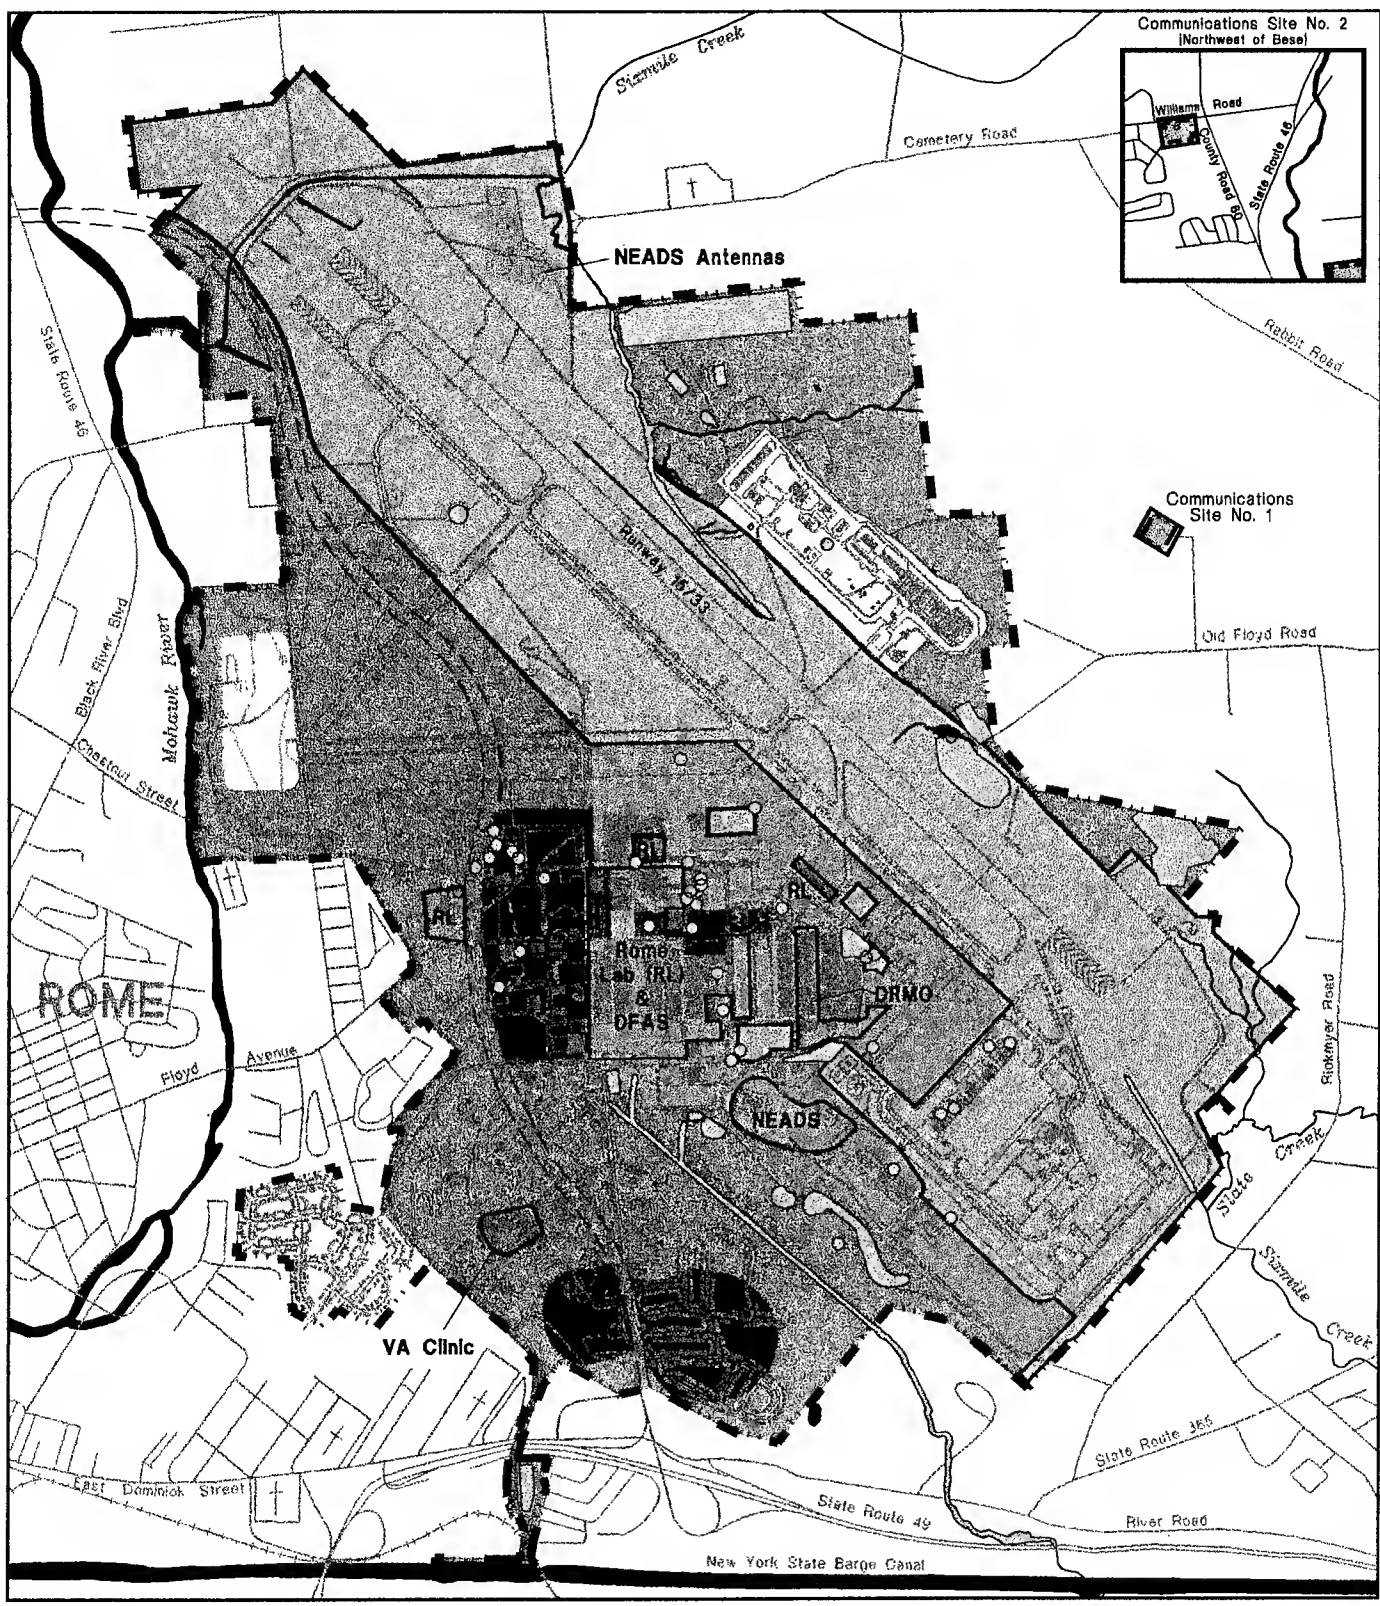 Communications Site No. 2
(Northwest of Base)
Williams Road
County Road 80
State Route 46
Sixmile Creek
Cemetery Road
NEADS Antennas
Rabbit Road
State Route 46
Communications
Site No. 1
Runway 15/33
Old Floyd Road
Black River Blvd
Mohawk River
Chestnut Street
RL
RL
RL
Rome
Lab (RL)
&
DFAS
DRMO
ROME
Floyd Avenue
Rickmyer Road
NEADS
Slate Creek
Sixmile Creek
VA Clinic
State Route 365
East Dominick Street
State Route 49
River Road
New York State Barge Canal